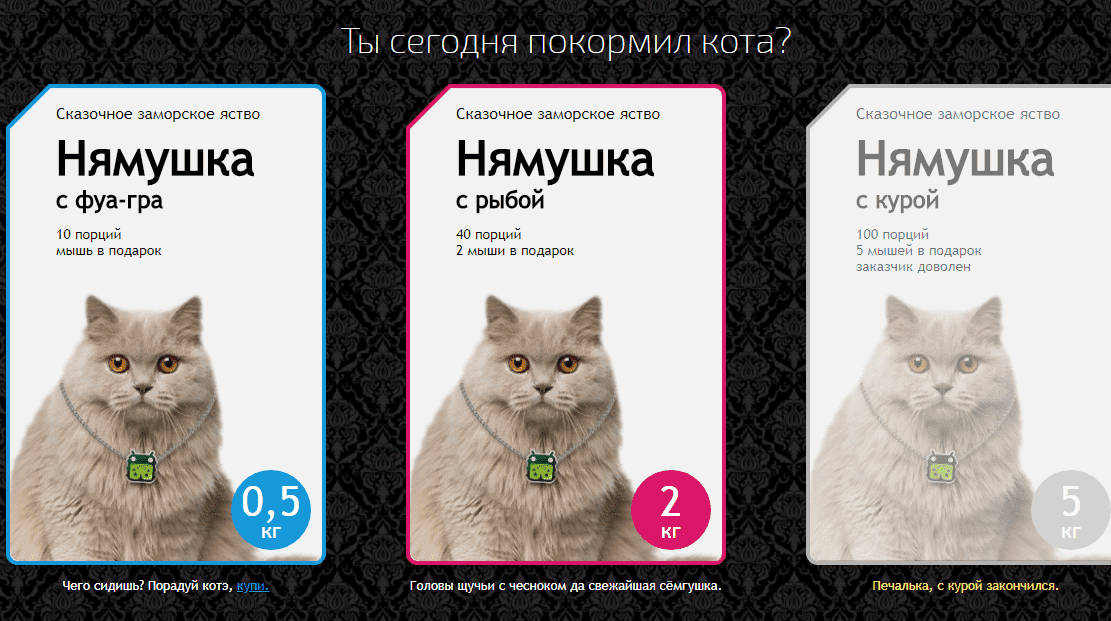 Ты сегодня покормил кота?
Сказочное заморское яство
Нямушка
с фуа-гра
10 порций
мышь в подарок
0,5
кг
Чего сидишь? Порадуй котэ, купи.
Сказочное заморское яство
Нямушка
с рыбой
40 порций
2 мыши в подарок
2
кг
Головы щучьи с чесноком да свежайшая сёмгушка.
Сказочное заморское яство
Нямушка
с курой
100 порций
5 мышей в подарок
заказчик доволен
5
кг
Печалька, с курой закончился.